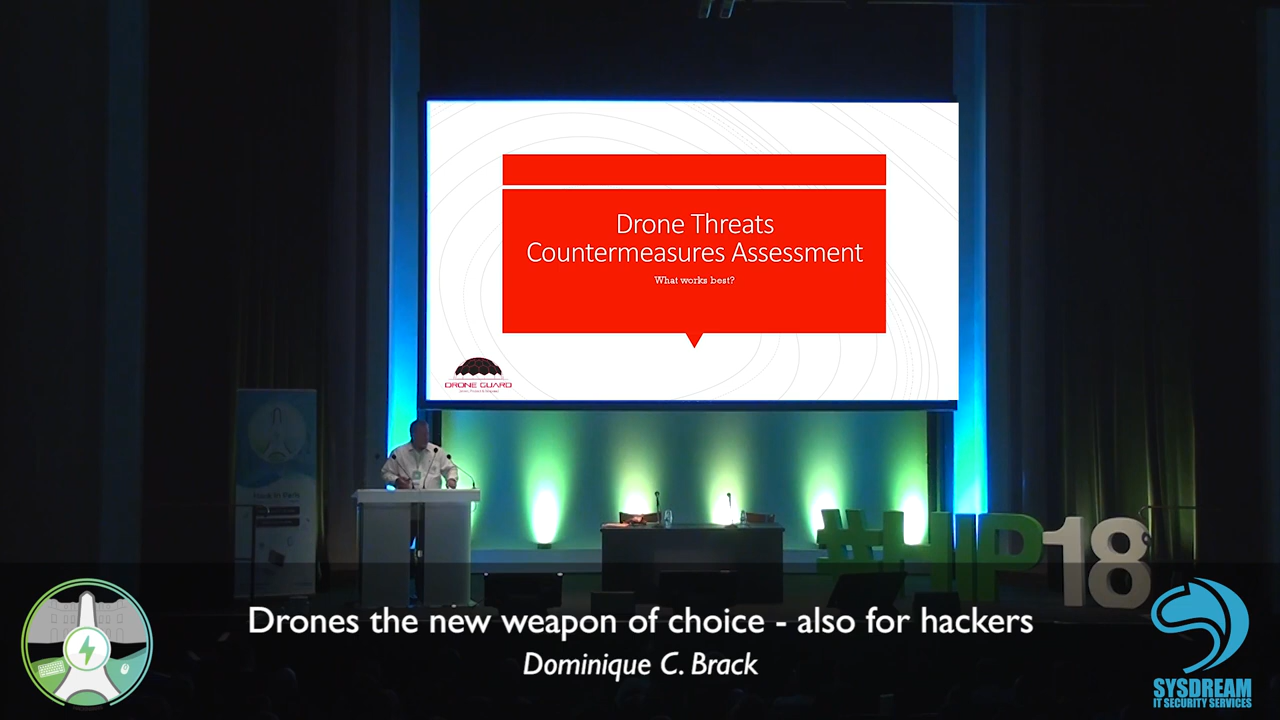 Drone Threats
Countermeasures Assessment
What works best?
DRONE GUARD
#HIP18
Drones the new weapon of choice - also for hackers
Dominique C. Brack
SYSDREAM
IT SECURITY SERVICES